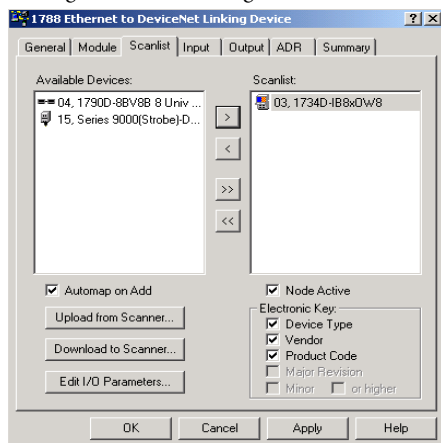 1788 Ethernet to DeviceNet Linking Device
General Module Scanlist Input Output ADR Summary
Available Devices:
04, 1790D-8BV8B 8 Univ ...
15, Series 9000(Strobe)-D...
>
<
>>
<<
Scanlist:
03, 1734D-IB8xOW8
Automap on Add
Node Active
Upload from Scanner...
Download to Scanner...
Edit I/O Parameters...
Electronic Key:
Device Type
Vendor
Product Code
Major Revision
Minor or higher
OK Cancel Apply Help